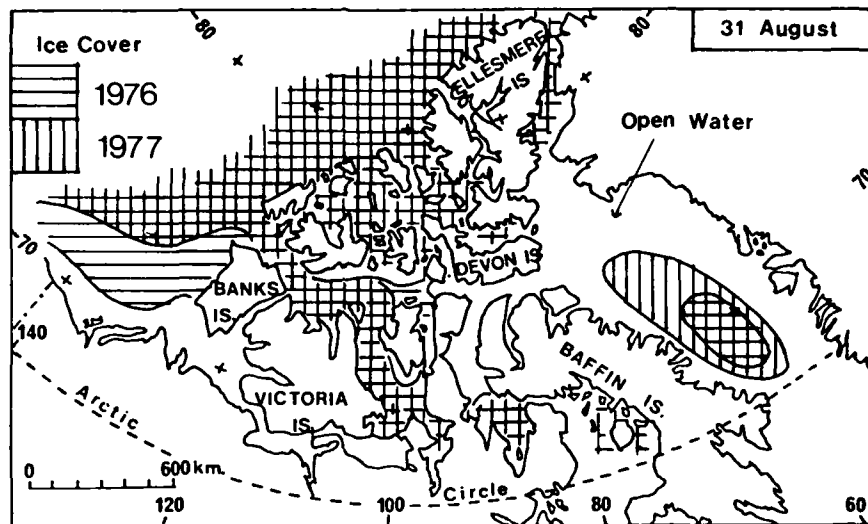 80
80
31 August
Ice Cover
1976
1977
ELLESMERE
IS
Open Water
70
70
DEVON IS.
BANKS
IS.
140
BAFFIN IS.
VICTORIA
IS.
Arctic
0 600 km.
Circle
120 100 80 60